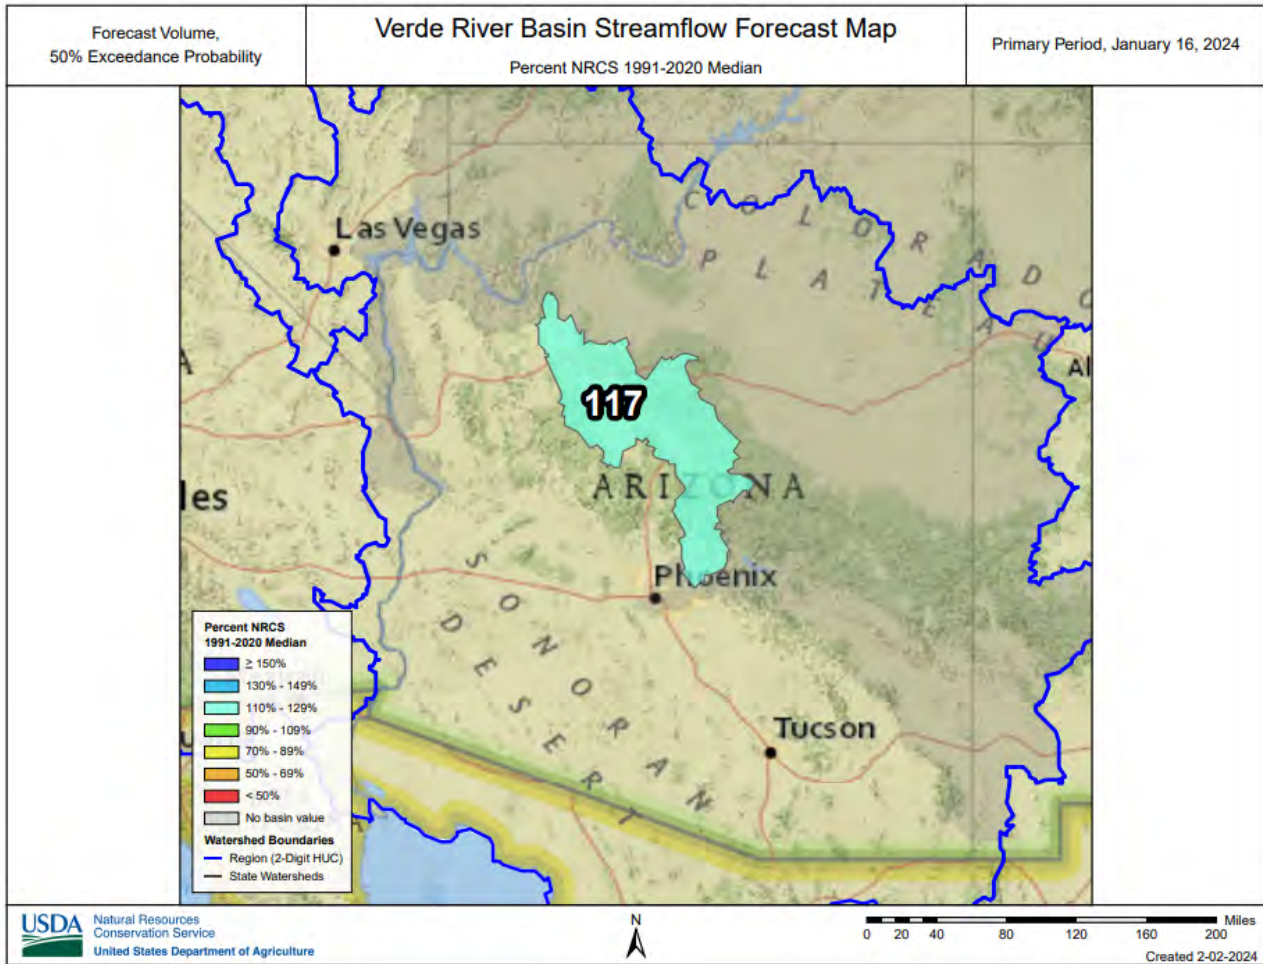 Forecast Volume,
50% Exceedance Probability
Verde River Basin Streamflow Forecast Map
Percent NRCS 1991-2020 Median
Primary Period, January 16, 2024
Las Vegas
COLORADO
PLATEAU
A
Al
117
ARIZONA
les
Phoenix
SONORAN
DESERT
Tucson
Percent NRCS
1991-2020 Median
≥ 150%
130% - 149%
110% - 129%
90% - 109%
70% - 89%
50% - 69%
< 50%
No basin value
Watershed Boundaries
Region (2-Digit HUC)
State Watersheds
USDA
Natural Resources
Conservation Service
United States Department of Agriculture
N
Miles
0 20 40 80 120 160 200
Created 2-02-2024